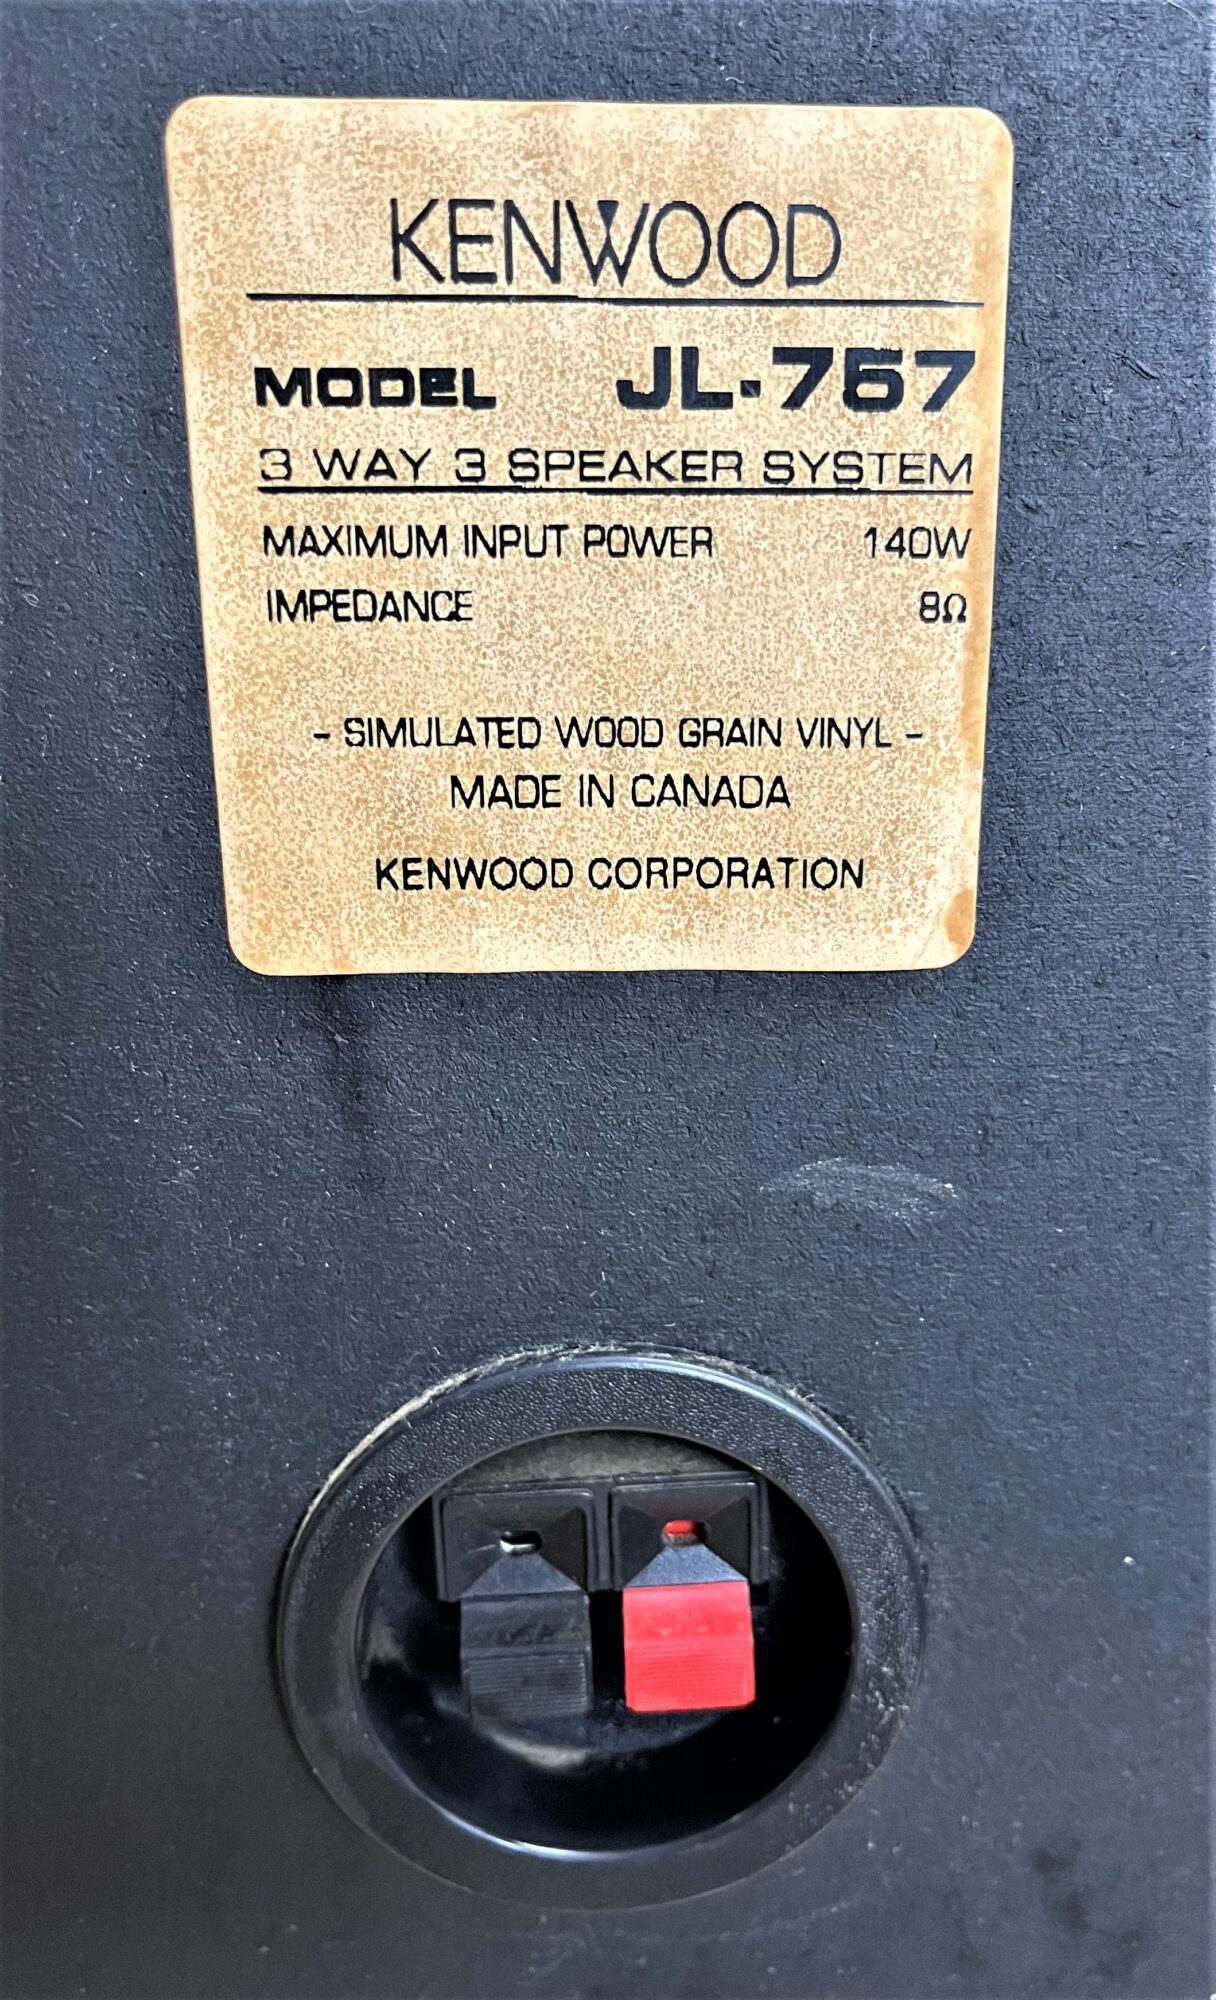 KENWOOD
MODEL JL-757
3 WAY 3 SPEAKER SYSTEM
MAXIMUM INPUT POWER 140W
IMPEDANCE 8Ω
- SIMULATED WOOD GRAIN VINYL -
MADE IN CANADA
KENWOOD CORPORATION